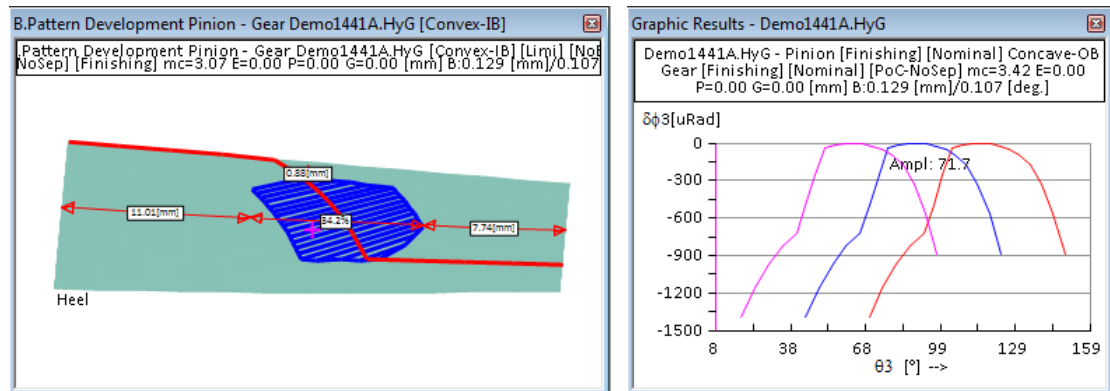 B.Pattern Development Pinion - Gear Demo1441A.HyG [Convex-IB]
.Pattern Development Pinion - Gear Demo1441A.HyG [Convex-IB] [Limi] [NoE
NoSep] [Finishing] mc=3.07 E=0.00 P=0.00 G=0.00 [mm] B:0.129 [mm]/0.107
0.88[mm]
11.01[mm]
34.2%
7.74[mm]
Heel
Graphic Results - Demo1441A.HyG
Demo1441A.HyG - Pinion [Finishing] [Nominal] Concave-OB
Gear [Finishing] [Nominal] [PoC-NoSep] mc=3.42 E=0.00
P=0.00 G=0.00 [mm] B:0.129 [mm]/0.107 [deg.]
δϕ3[uRad]
Ampl: 71.7
-300
-600
-900
-1200
-1500
8 38 68 99 129 159
θ3 [°] -->